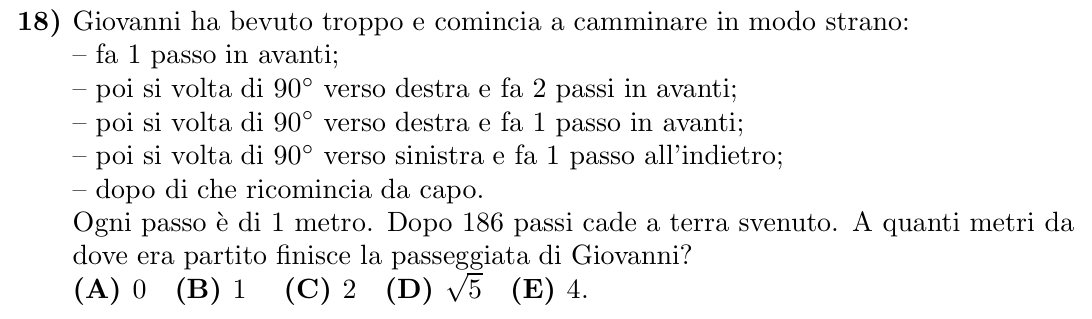 18) Giovanni ha bevuto troppo e comincia a camminare in modo strano:
– fa 1 passo in avanti;
– poi si volta di 90° verso destra e fa 2 passi in avanti;
– poi si volta di 90° verso destra e fa 1 passo in avanti;
– poi si volta di 90° verso sinistra e fa 1 passo all'indietro;
– dopo di che ricomincia da capo.
Ogni passo è di 1 metro. Dopo 186 passi cade a terra svenuto. A quanti metri da
dove era partito finisce la passeggiata di Giovanni?
(A) 0 (B) 1 (C) 2 (D) √5 (E) 4.